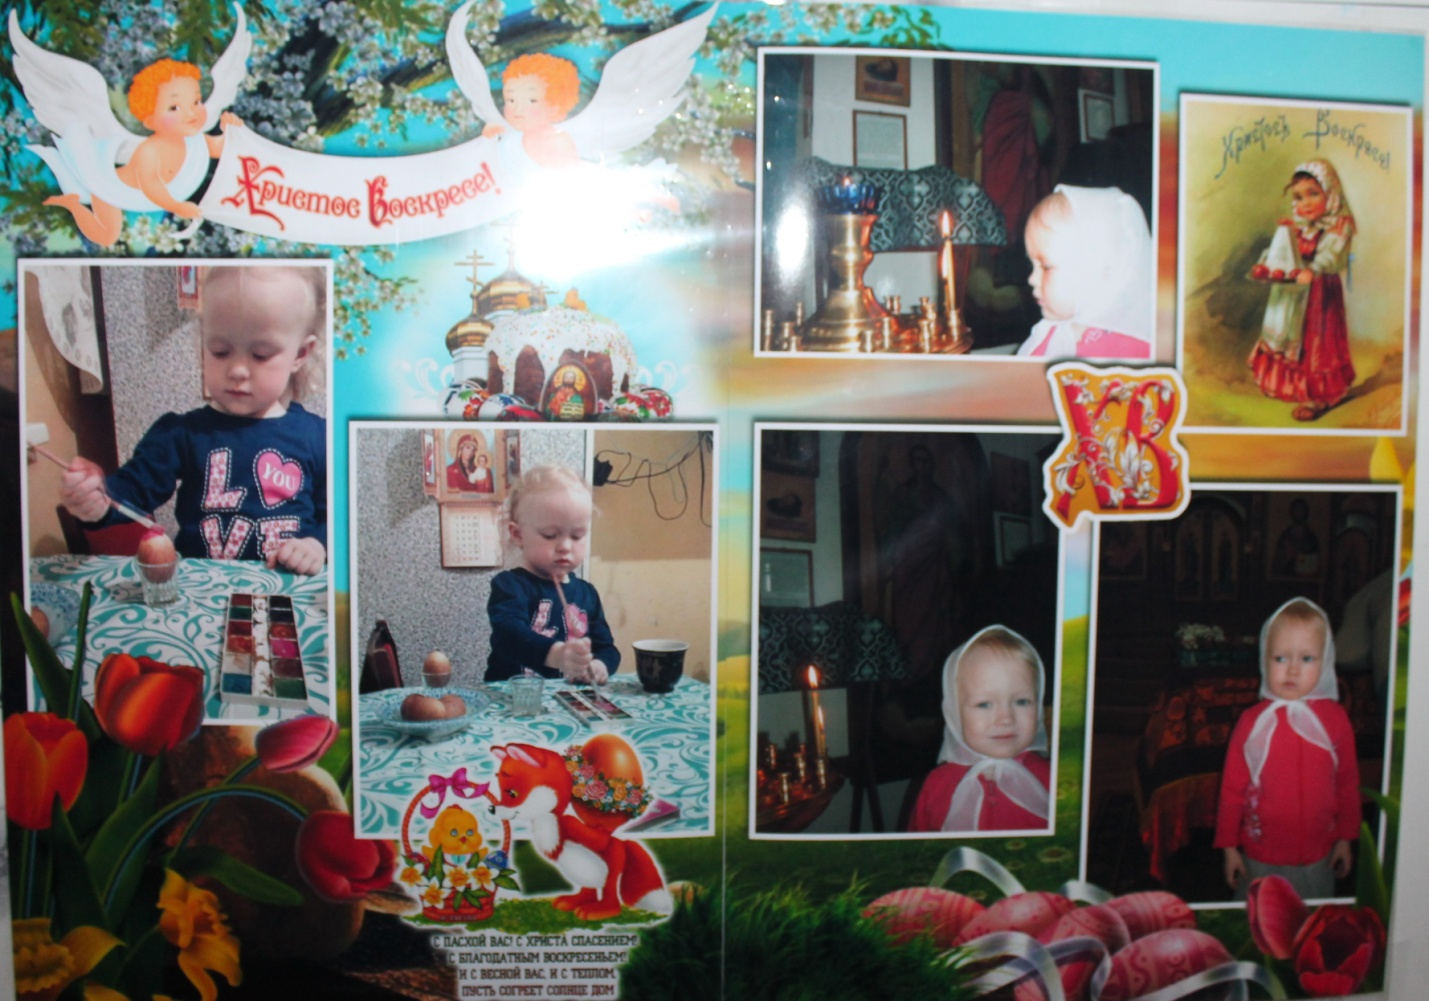 Христос Воскресе!
Христосъ Воскресе!
LOVE
YOU
ХВ
С ПАСХОЙ ВАС! С ХРИСТА СПАСЕНИЕМ!
С БЛАГОДАТНЫМ ВОСКРЕСЕНЬЕМ!
И С ВЕСНОЙ ВАС, И С ТЕПЛОМ,
ПУСТЬ СОГРЕЕТ СОЛНЦЕ ДОМ